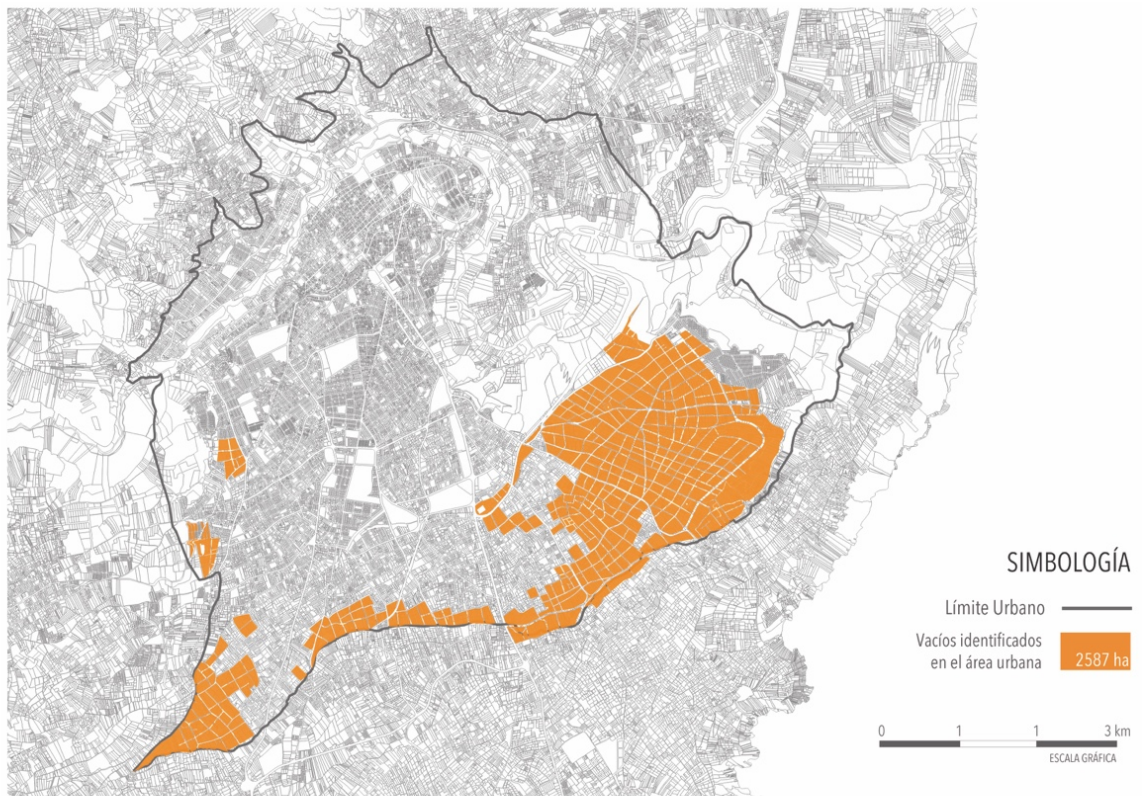 SIMBOLOGÍA
Límite Urbano
Vacíos identificados
en el área urbana
2587 ha
0 1 1 3 km
ESCALA GRÁFICA